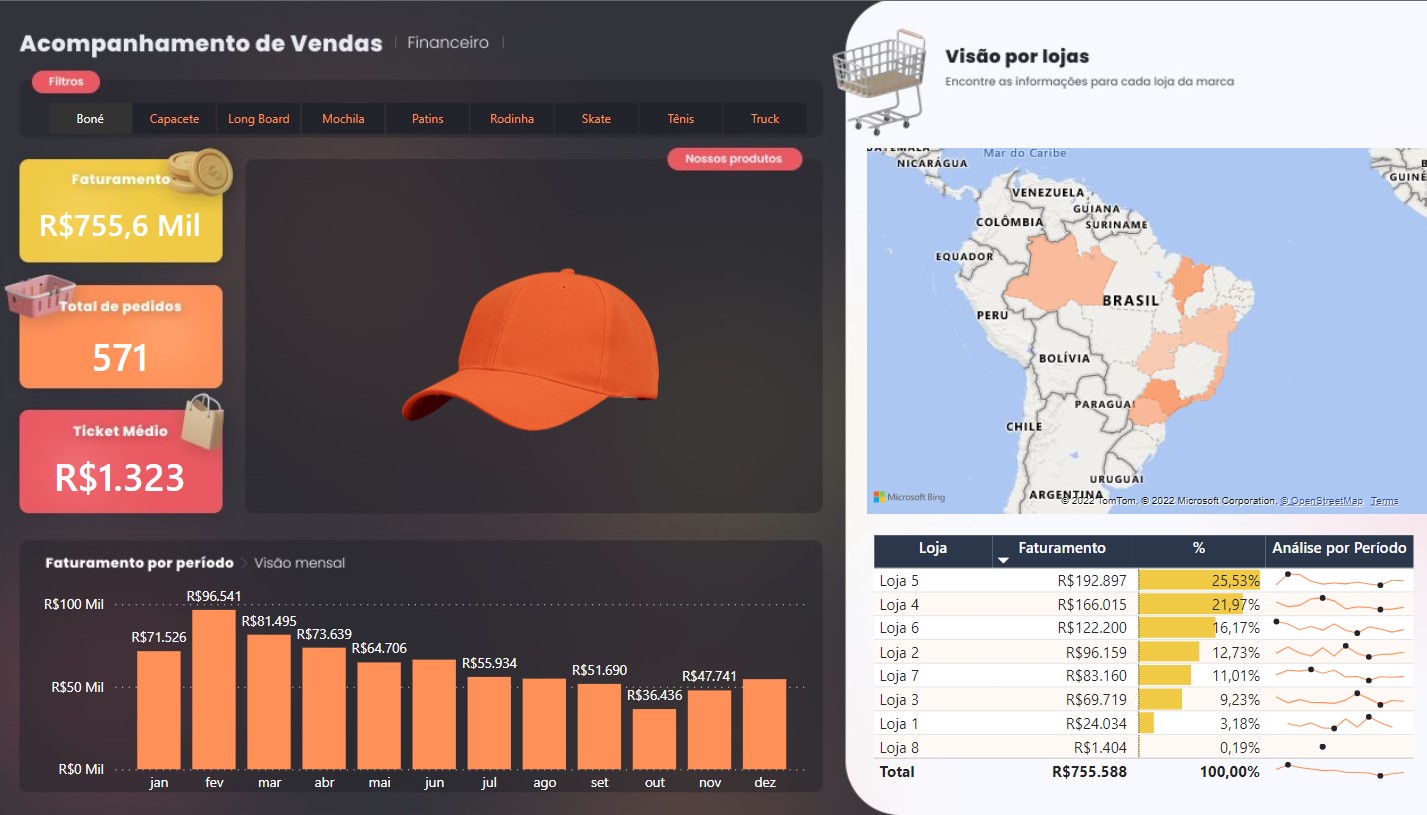 Acompanhamento de Vendas | Financeiro |
Filtros
Boné Capacete Long Board Mochila Patins Rodinha Skate Tênis Truck
Faturamento
R$755,6 Mil
Total de pedidos
571
Ticket Médio
R$1.323
Nossos produtos
Faturamento por período > Visão mensal
R$100 Mil
R$50 Mil
R$0 Mil
R$71.526 R$96.541 R$81.495 R$73.639 R$64.706 R$55.934 R$51.690 R$36.436 R$47.741
jan fev mar abr mai jun jul ago set out nov dez
Visão por lojas
Encontre as informações para cada loja da marca
Mar do Caribe
NICARÁGUA
VENEZUELA
GUIANA
COLÔMBIA
SURINAME
EQUADOR
BRASIL
PERU
BOLÍVIA
PARAGUAI
CHILE
URUGUAI
ARGENTINA
Microsoft Bing
© 2022 TomTom, © 2022 Microsoft Corporation, © OpenStreetMap Terms
Loja Faturamento % Análise por Período
Loja 5 R$192.897 25,53%
Loja 4 R$166.015 21,97%
Loja 6 R$122.200 16,17%
Loja 2 R$96.159 12,73%
Loja 7 R$83.160 11,01%
Loja 3 R$69.719 9,23%
Loja 1 R$24.034 3,18%
Loja 8 R$1.404 0,19%
Total R$755.588 100,00%